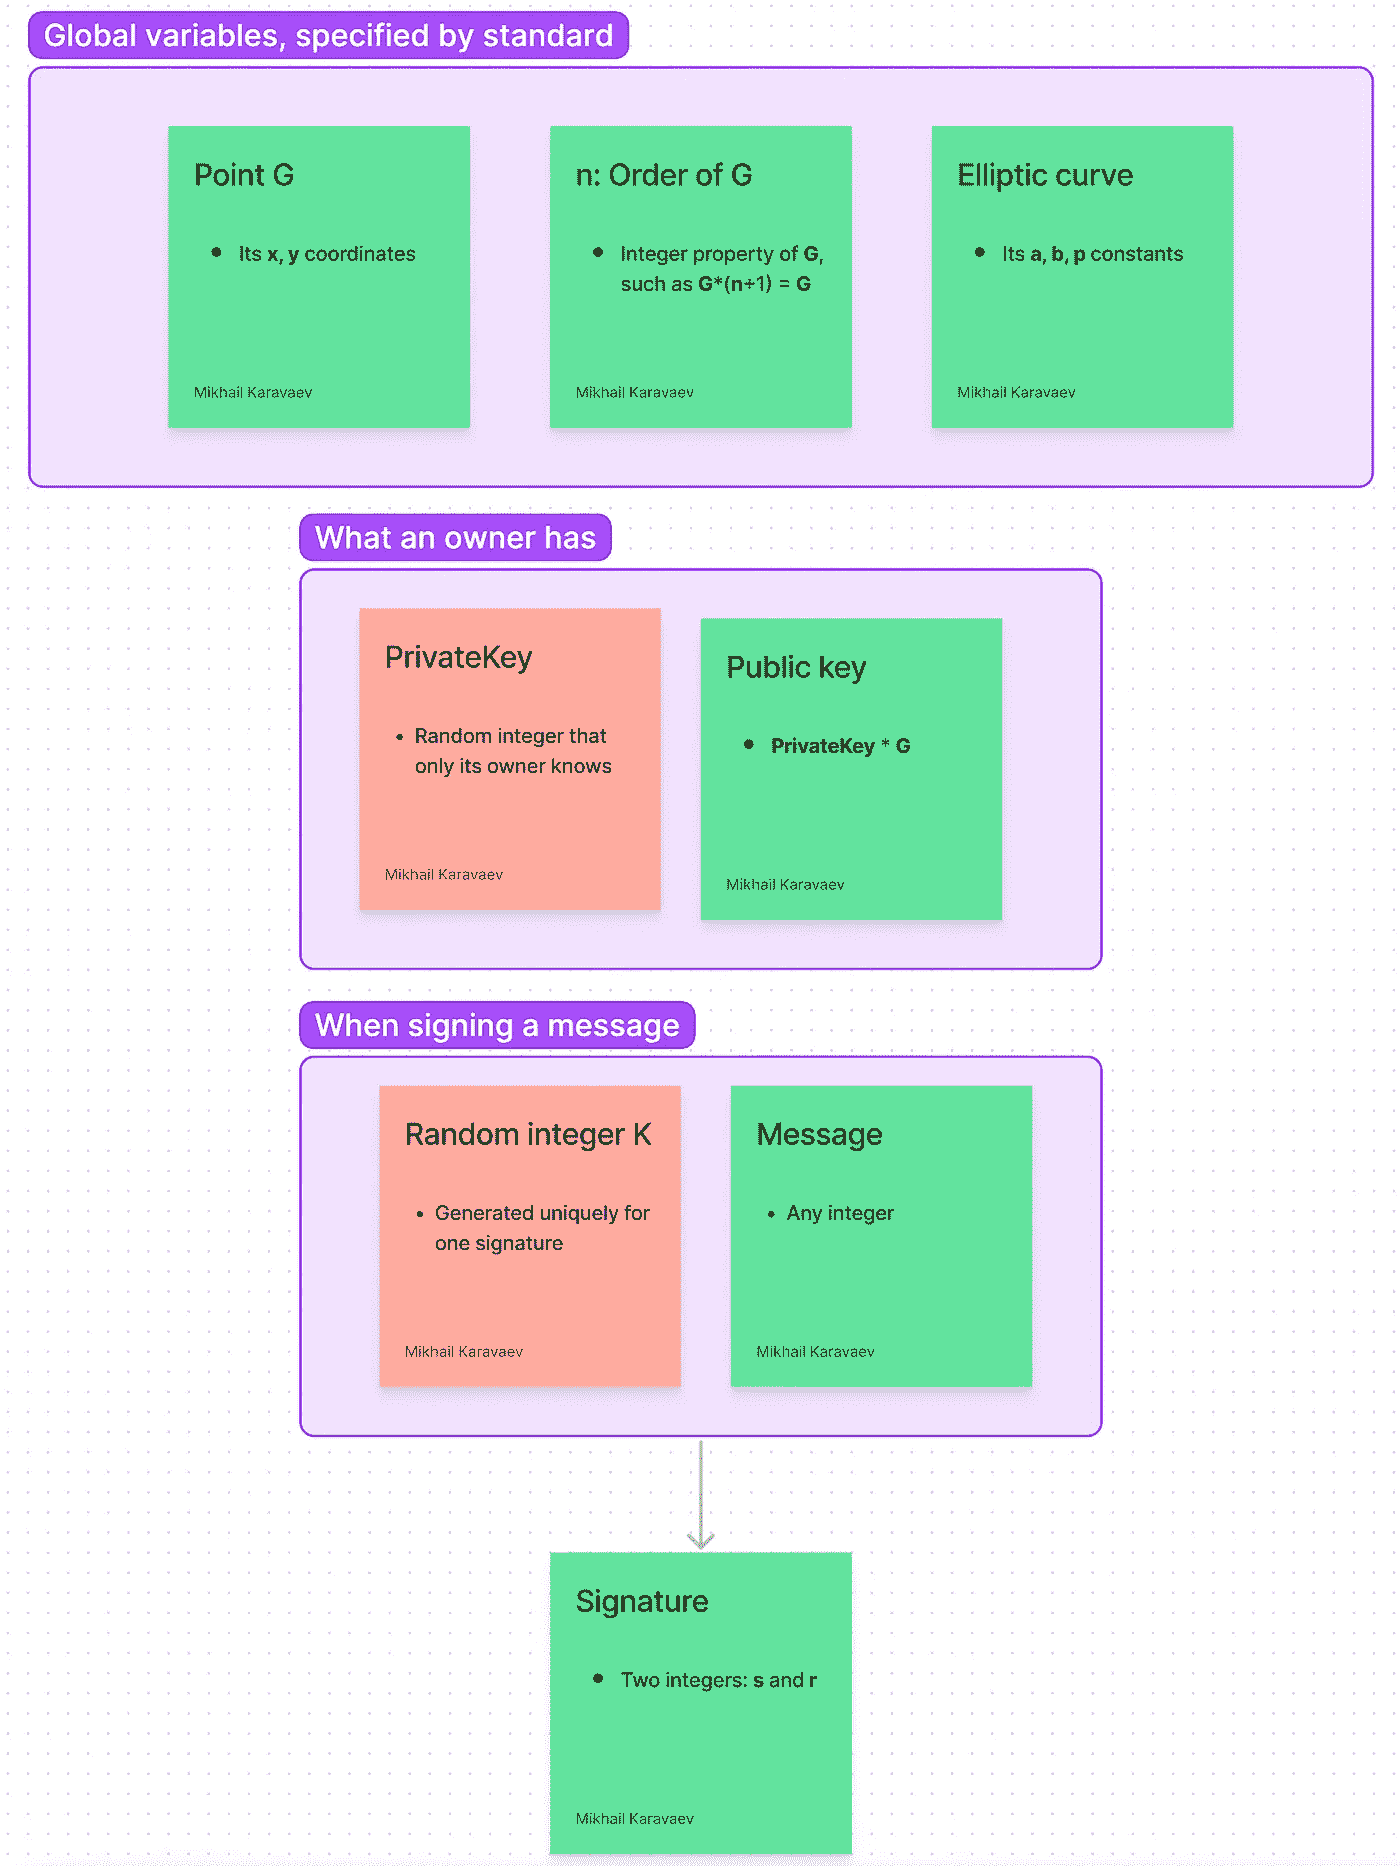 Global variables, specified by standard
Point G
• Its x, y coordinates
Mikhail Karavaev
n: Order of G
• Integer property of G,
such as G*(n+1) = G
Mikhail Karavaev
Elliptic curve
• Its a, b, p constants
Mikhail Karavaev
What an owner has
PrivateKey
• Random integer that
only its owner knows
Mikhail Karavaev
Public key
• PrivateKey * G
Mikhail Karavaev
When signing a message
Random integer K
• Generated uniquely for
one signature
Mikhail Karavaev
Message
• Any integer
Mikhail Karavaev
Signature
• Two integers: s and r
Mikhail Karavaev